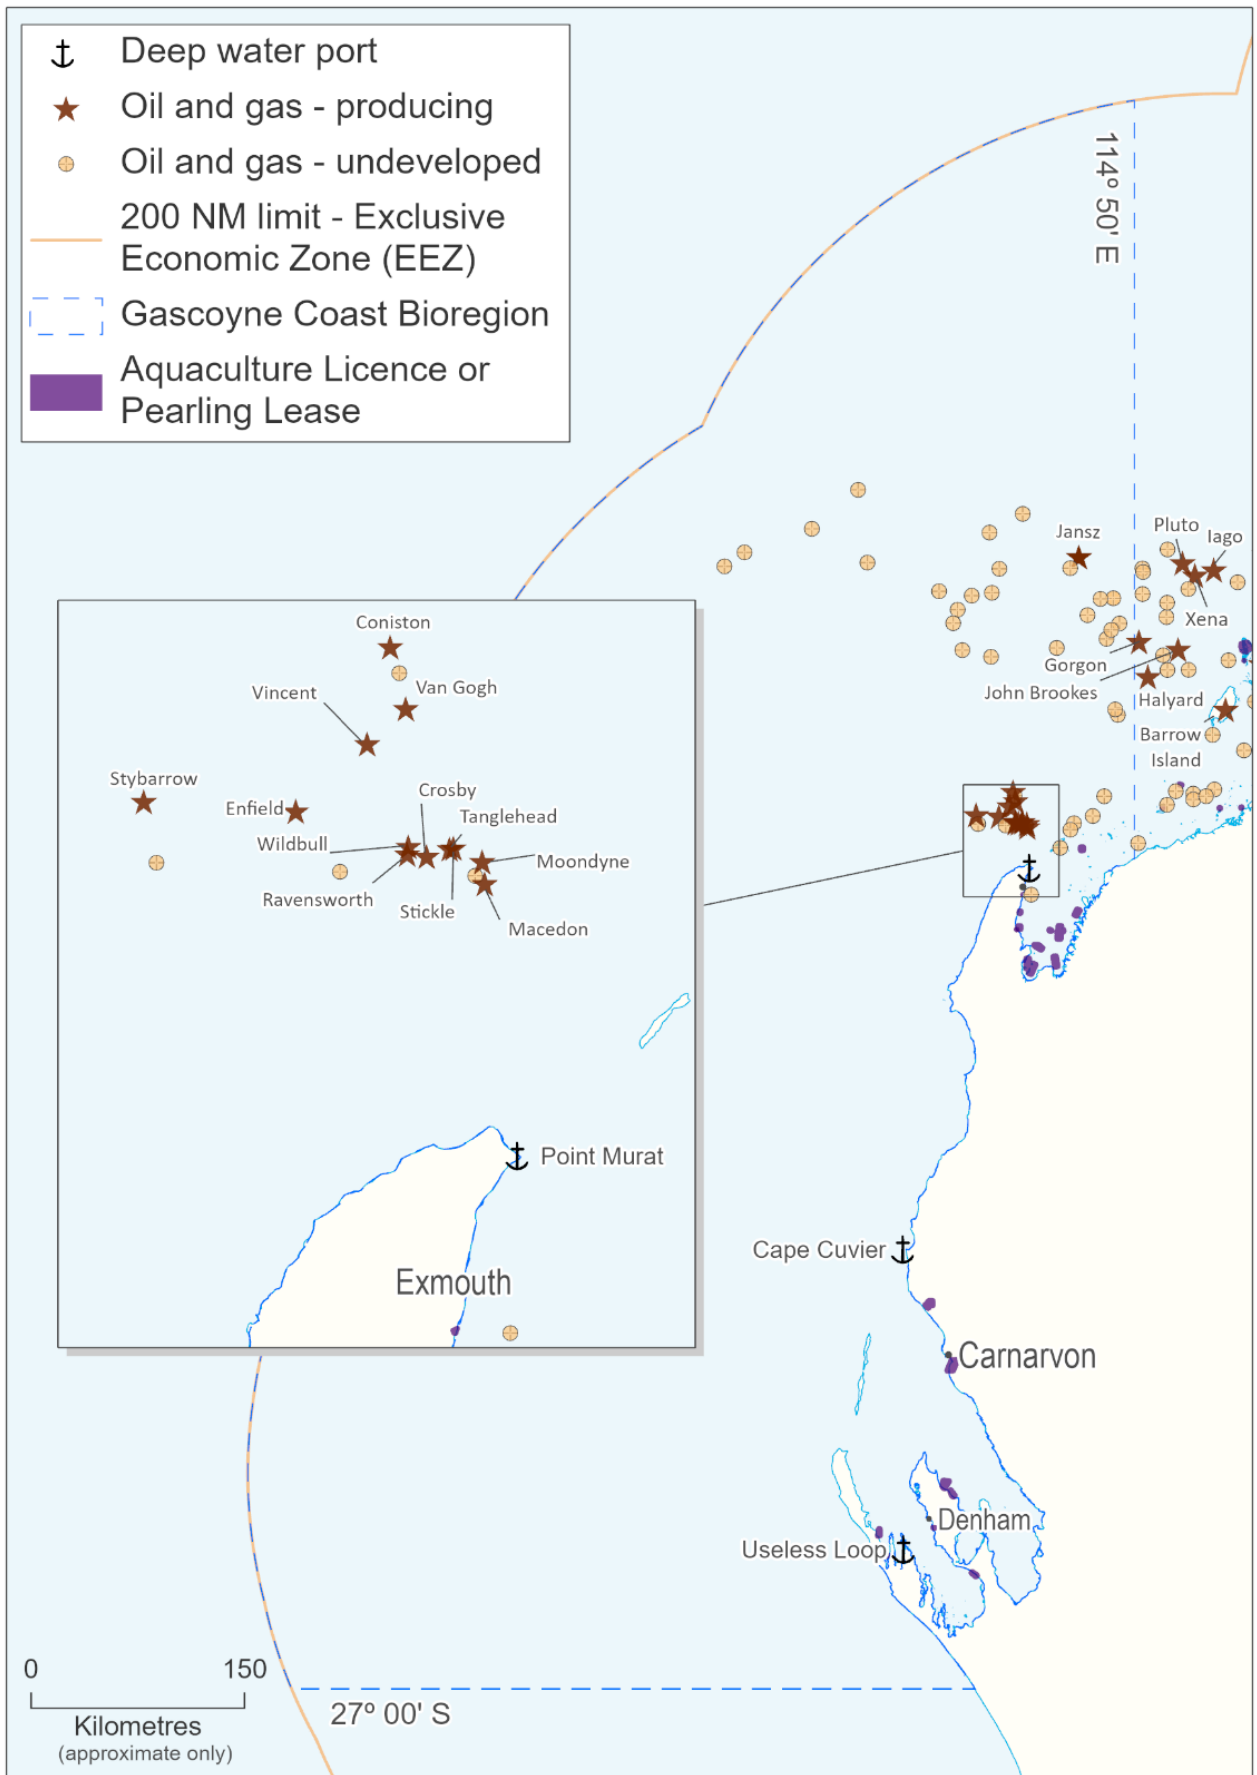 Deep water port
Oil and gas - producing
Oil and gas - undeveloped
200 NM limit - Exclusive
Economic Zone (EEZ)
Gascoyne Coast Bioregion
Aquaculture Licence or
Pearling Lease
114° 50' E
Jansz
Pluto
Iago
Xena
Gorgon
John Brookes
Halyard
Barrow
Island
Coniston
Van Gogh
Vincent
Stybarrow
Enfield
Crosby
Tanglehead
Wildbull
Moondyne
Ravensworth
Stickle
Macedon
Point Murat
Exmouth
Cape Cuvier
Carnarvon
Denham
Useless Loop
0 150
Kilometres
(approximate only)
27° 00' S